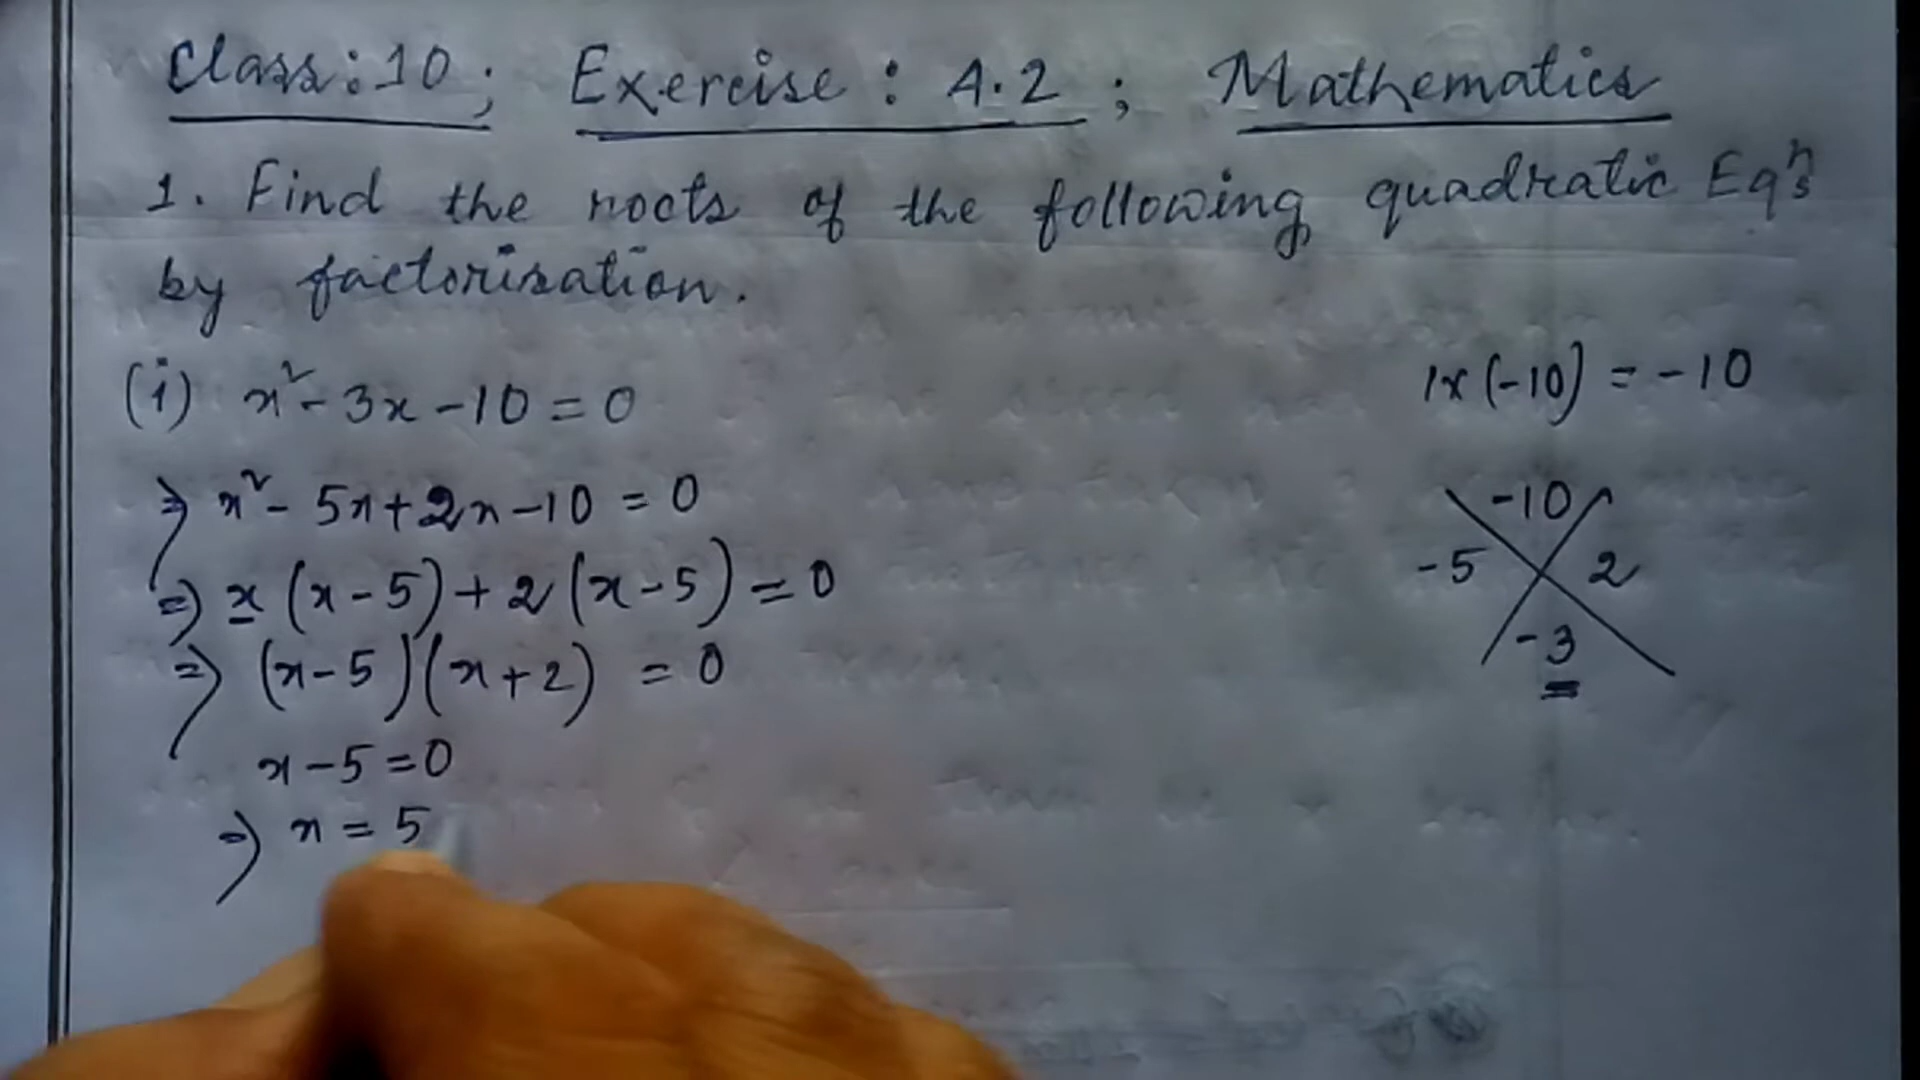 Class: 10 ; Exercise : 4.2 ; Mathematics
1. Find the roots of the following quadratic Eqⁿs
by factorisation.
(i) x² - 3x - 10 = 0
1x(-10) = -10
⇒ x² - 5x + 2x - 10 = 0
-10
⇒ x (x - 5) + 2 (x - 5) = 0
-5 2
⇒ (x - 5) (x + 2) = 0
-3
x - 5 = 0
⇒ x = 5